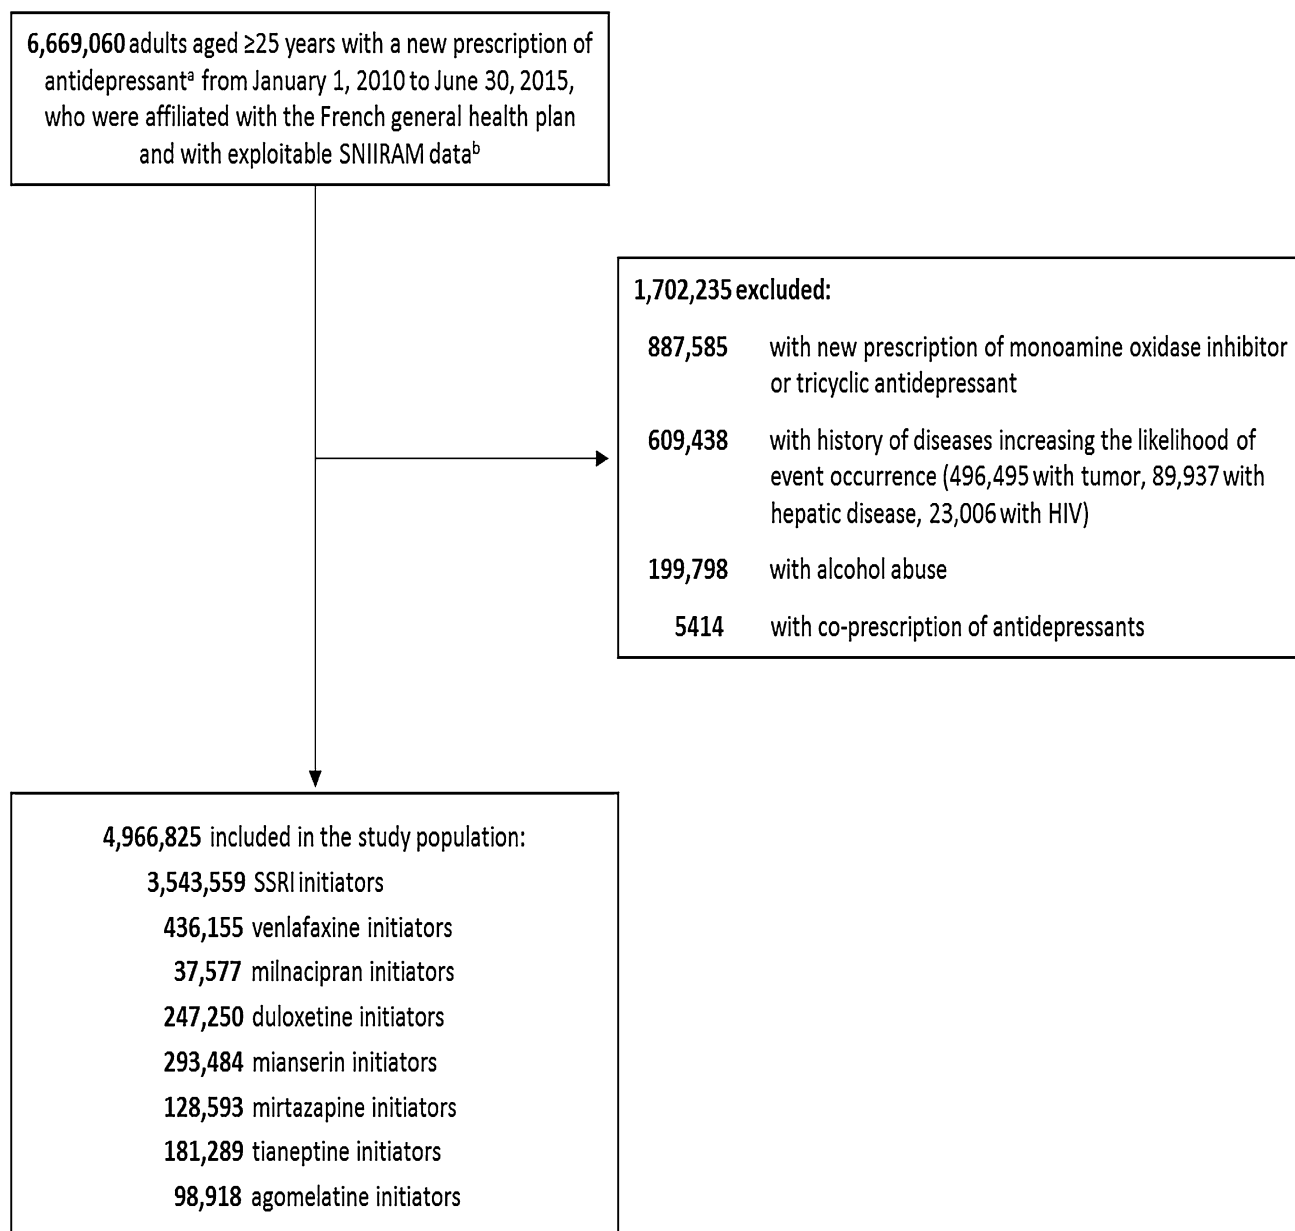 6,669,060 adults aged ≥25 years with a new prescription of
antidepressantᵃ from January 1, 2010 to June 30, 2015,
who were affiliated with the French general health plan
and with exploitable SNIIRAM dataᵇ
1,702,235 excluded:
887,585 with new prescription of monoamine oxidase inhibitor
or tricyclic antidepressant
609,438 with history of diseases increasing the likelihood of
event occurrence (496,495 with tumor, 89,937 with
hepatic disease, 23,006 with HIV)
199,798 with alcohol abuse
5414 with co-prescription of antidepressants
4,966,825 included in the study population:
3,543,559 SSRI initiators
436,155 venlafaxine initiators
37,577 milnacipran initiators
247,250 duloxetine initiators
293,484 mianserin initiators
128,593 mirtazapine initiators
181,289 tianeptine initiators
98,918 agomelatine initiators